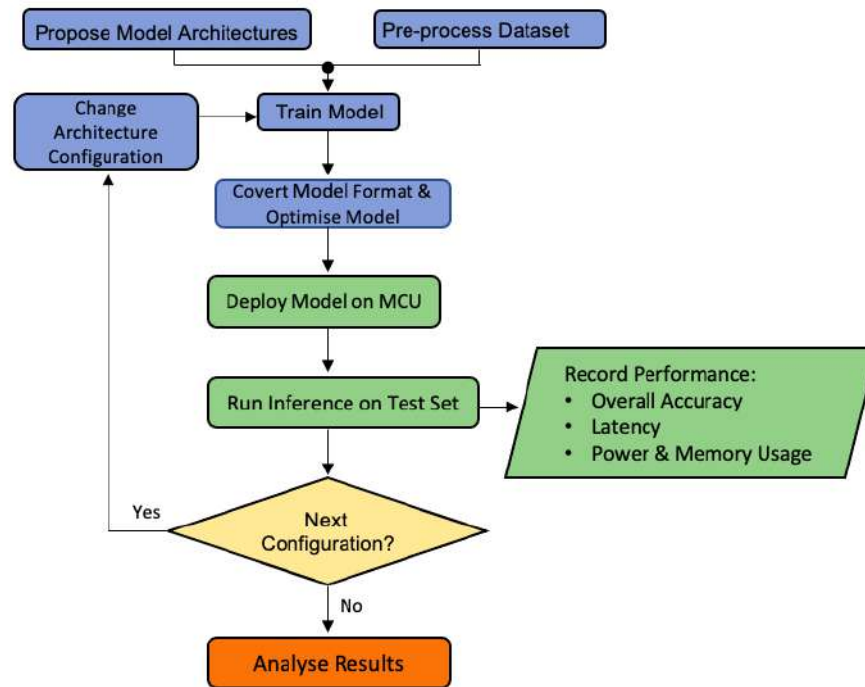 Propose Model Architectures
Pre-process Dataset
Change
Architecture
Configuration
Train Model
Covert Model Format &
Optimise Model
Deploy Model on MCU
Run Inference on Test Set
Record Performance:
• Overall Accuracy
• Latency
• Power & Memory Usage
Yes
Next
Configuration?
No
Analyse Results